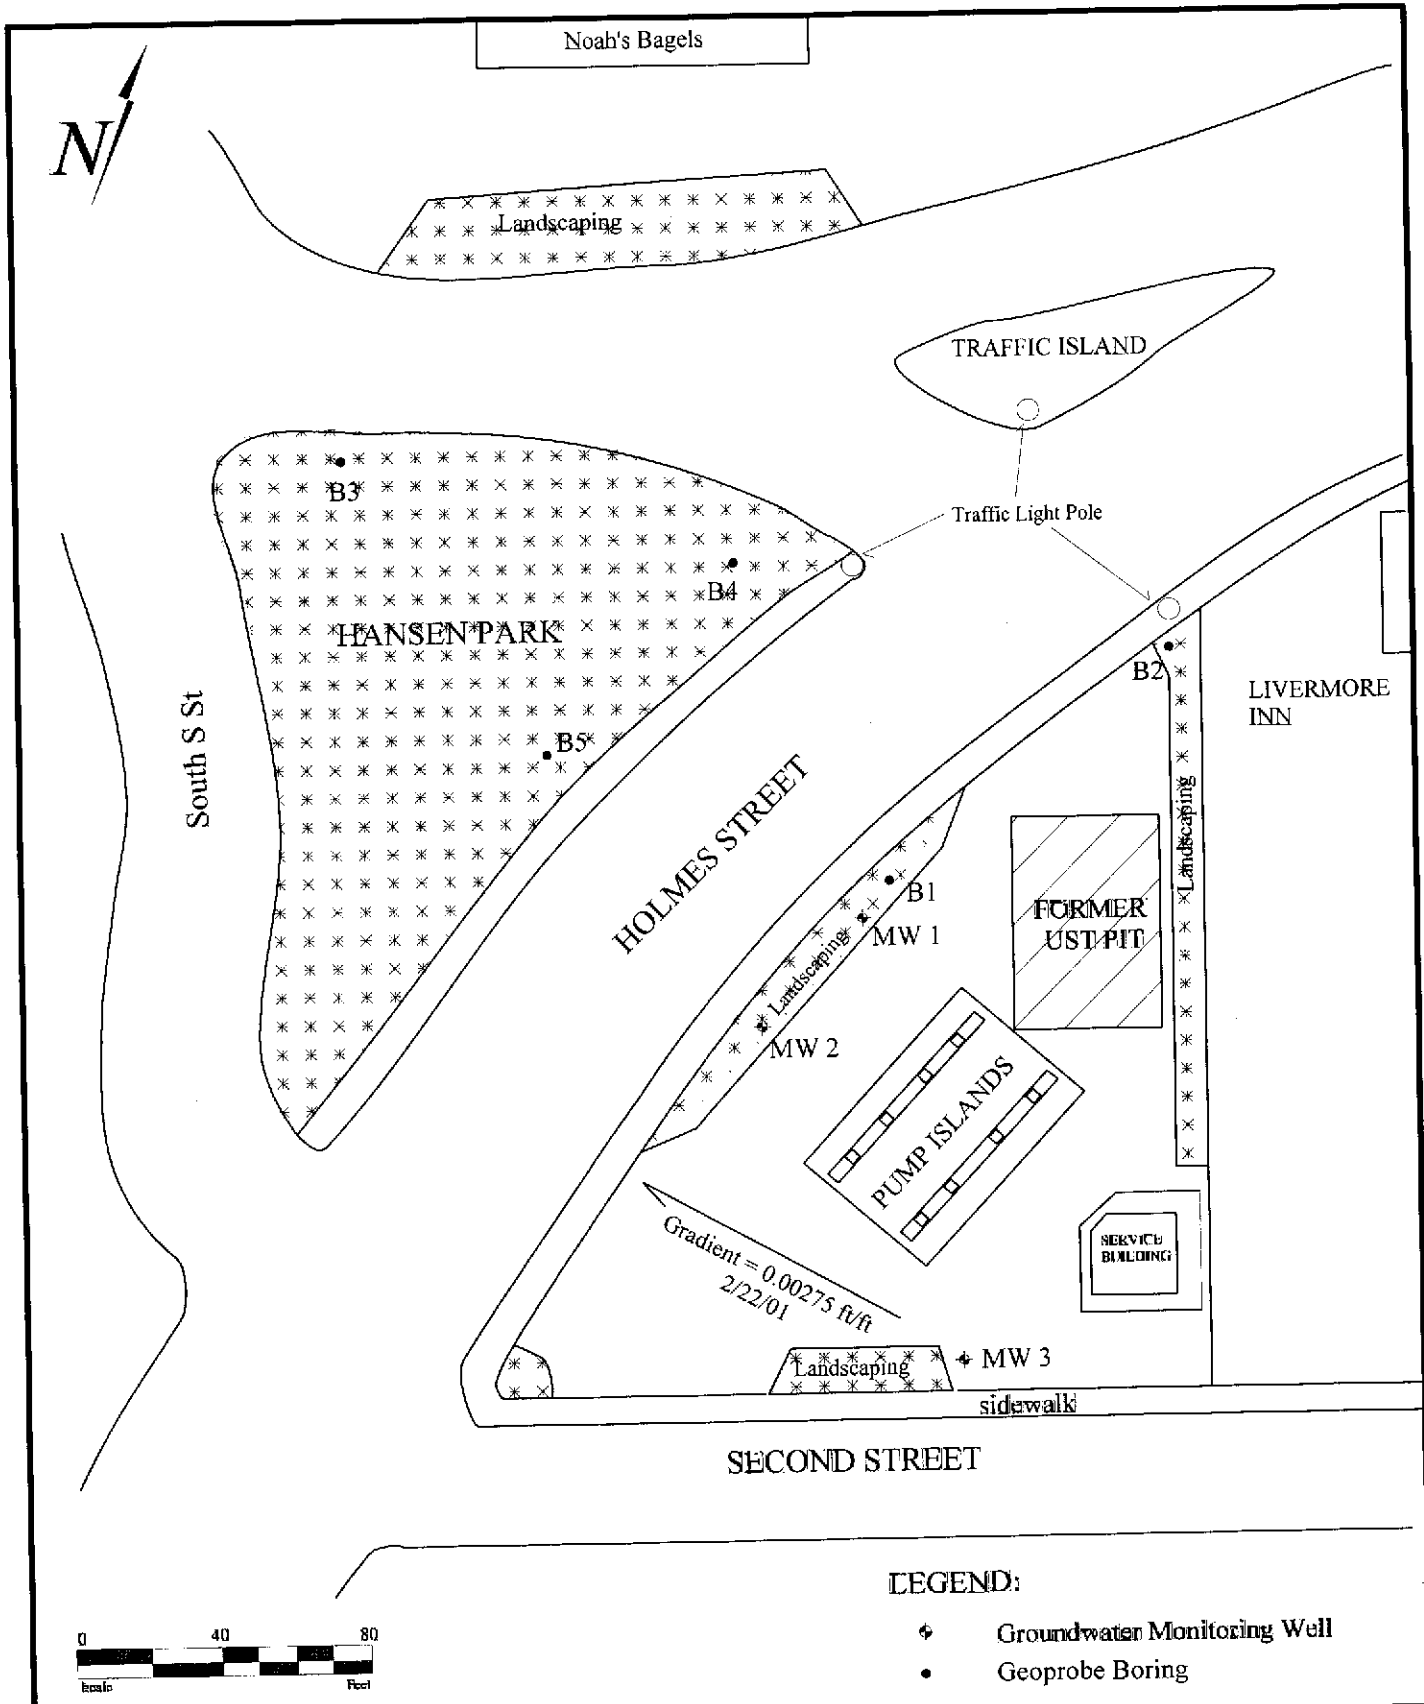 Noah's Bagels
N
Landscaping
TRAFFIC ISLAND
Traffic Light Pole
B3
B4
HANSEN PARK
B2
LIVERMORE
INN
South S St
B5
HOLMES STREET
Landscaping
B1
MW 1
FORMER
UST PIT
Landscaping
MW 2
PUMP ISLANDS
Gradient = 0.00275 ft/ft
2/22/01
SERVICE
BUILDING
Landscaping
MW 3
sidewalk
SECOND STREET
LEGEND:
Groundwater Monitoring Well
Geoprobe Boring
0 40 80
Scale Feet